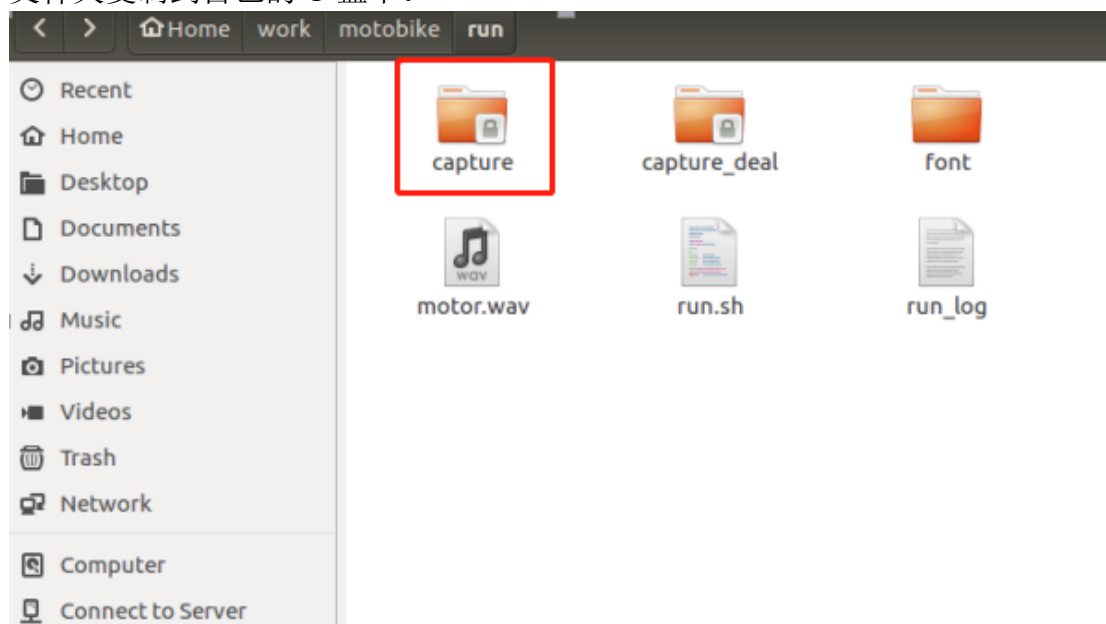 Home work motobike run
Recent
Home
Desktop
Documents
Downloads
Music
Pictures
Videos
Trash
Network
Computer
Connect to Server
capture capture_deal font
wav
motor.wav run.sh run_log